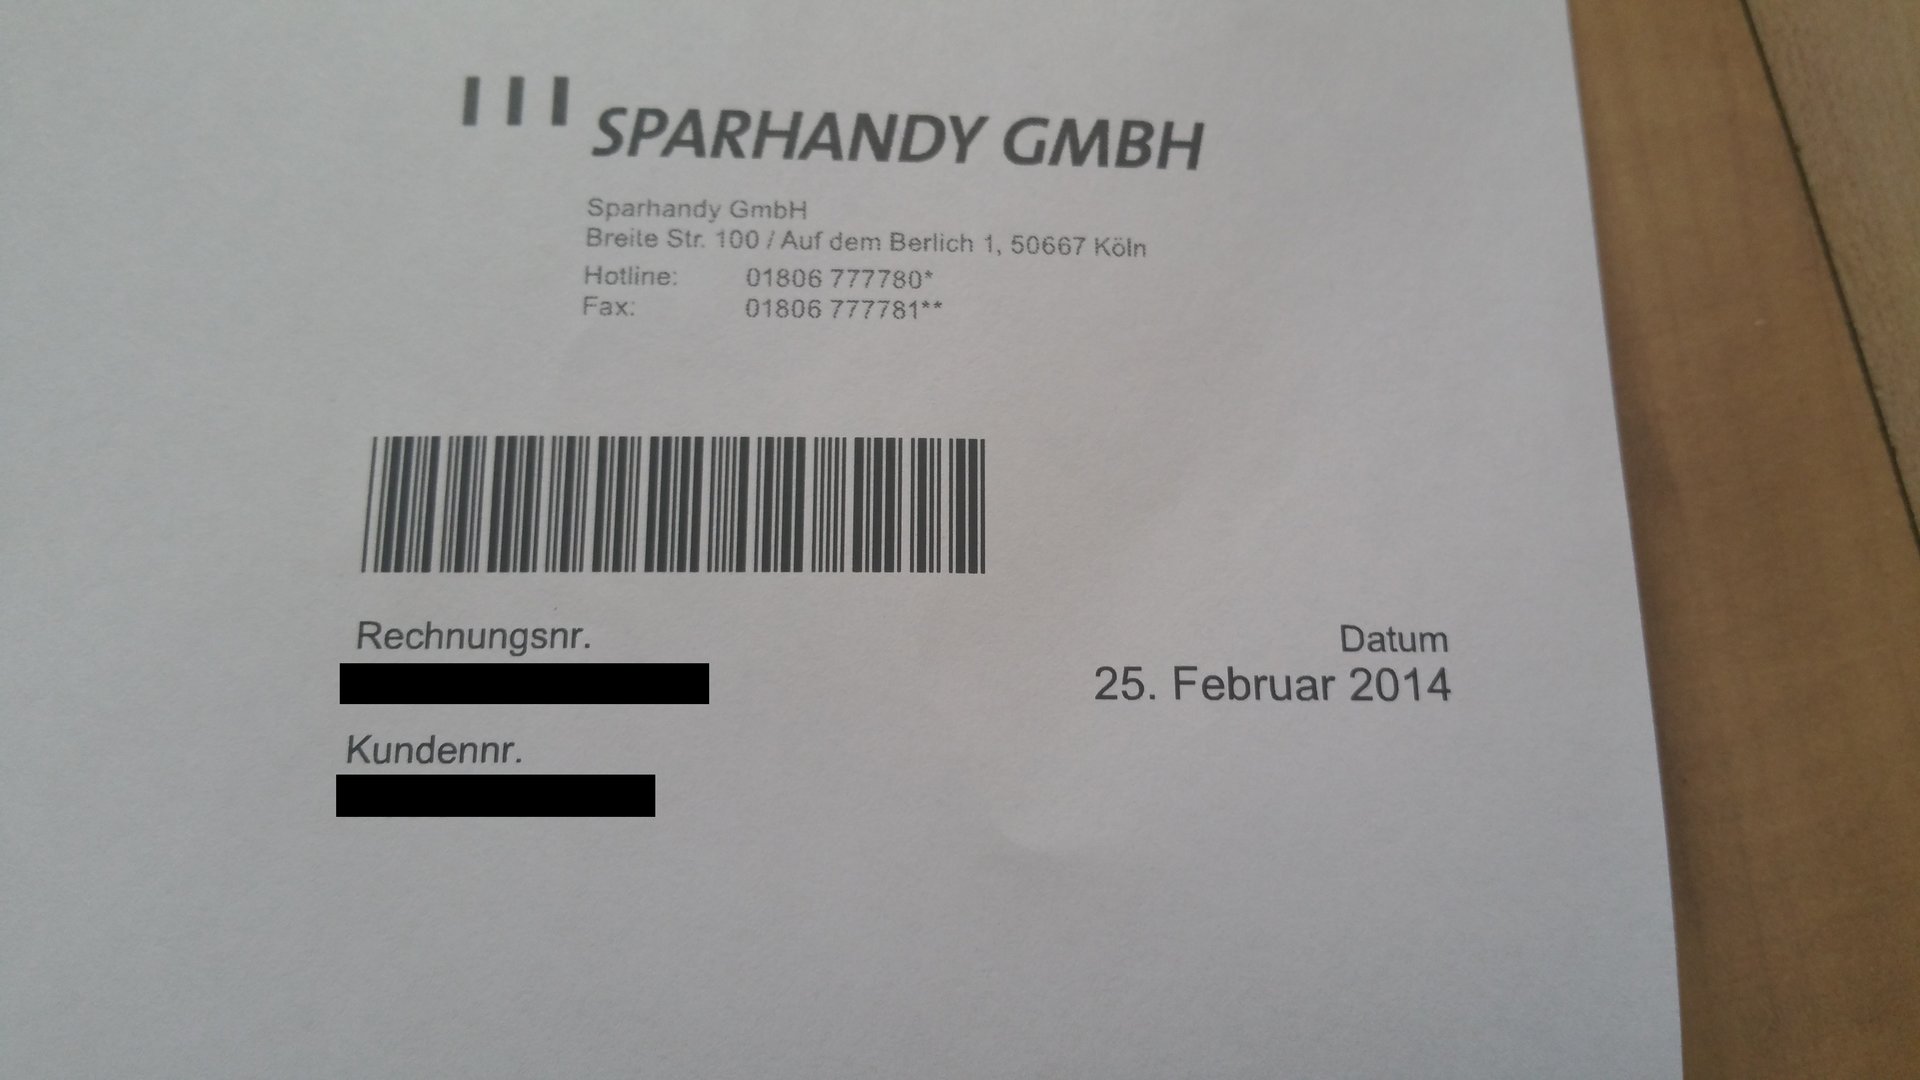 SPARHANDY GMBH
Sparhandy GmbH
Breite Str. 100 / Auf dem Berlich 1, 50667 Köln
Hotline: 01806 777780*
Fax: 01806 777781**
Rechnungsnr.
Datum
25. Februar 2014
Kundennr.